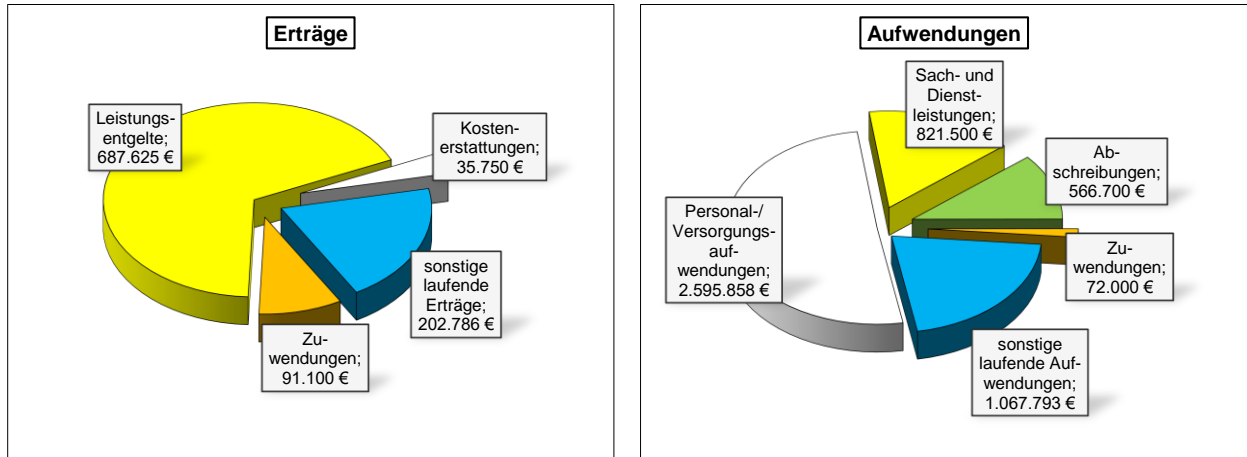 Erträge
Leistungs-
entgelte;
687.625 €
Kosten-
erstattungen;
35.750 €
sonstige
laufende
Erträge;
202.786 €
Zu-
wendungen;
91.100 €
Aufwendungen
Sach- und
Dienst-
leistungen;
821.500 €
Ab-
schreibungen;
566.700 €
Personal-/
Versorgungs-
auf-
wendungen;
2.595.858 €
Zu-
wendungen;
72.000 €
sonstige
laufende Auf-
wendungen;
1.067.793 €